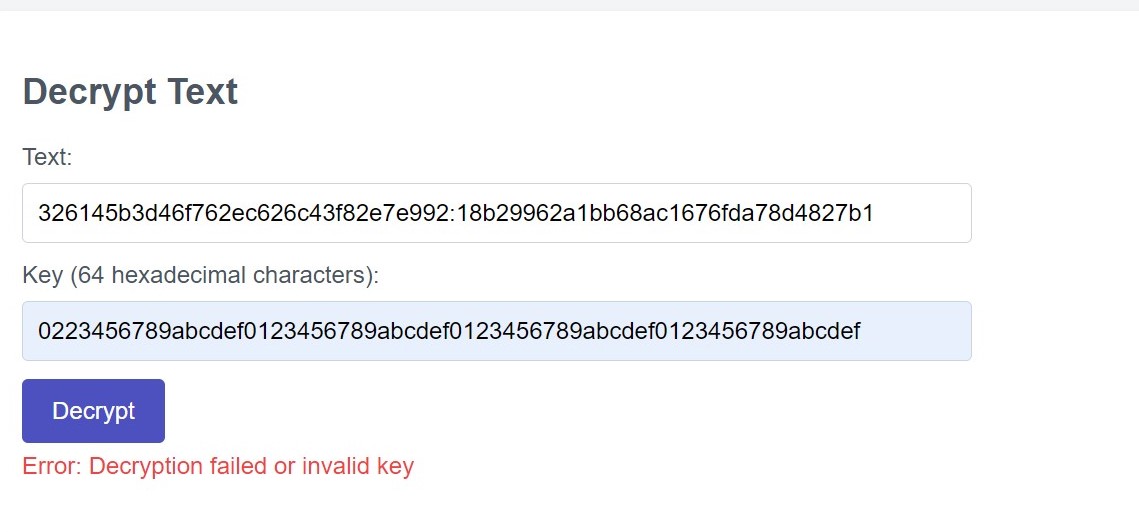 Decrypt Text
Text:
326145b3d46f762ec626c43f82e7e992:18b29962a1bb68ac1676fda78d4827b1
Key (64 hexadecimal characters):
0223456789abcdef0123456789abcdef0123456789abcdef0123456789abcdef
Decrypt
Error: Decryption failed or invalid key